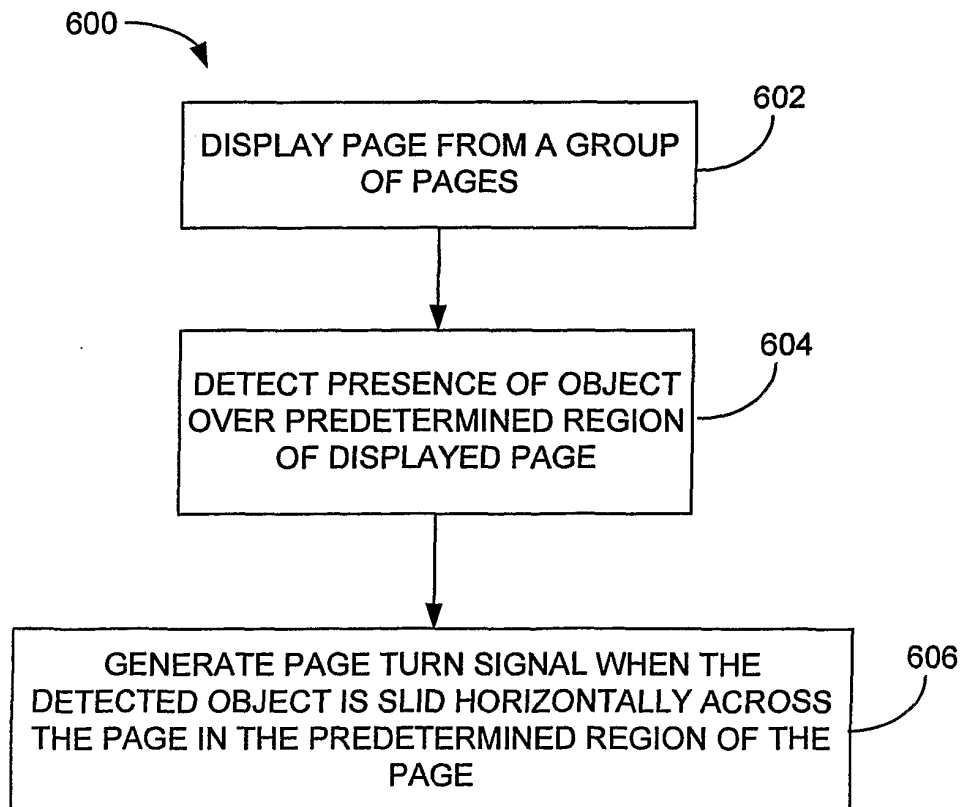 600
602
DISPLAY PAGE FROM A GROUP
OF PAGES
604
DETECT PRESENCE OF OBJECT
OVER PREDETERMINED REGION
OF DISPLAYED PAGE
606
GENERATE PAGE TURN SIGNAL WHEN THE
DETECTED OBJECT IS SLID HORIZONTALLY ACROSS
THE PAGE IN THE PREDETERMINED REGION OF THE
PAGE